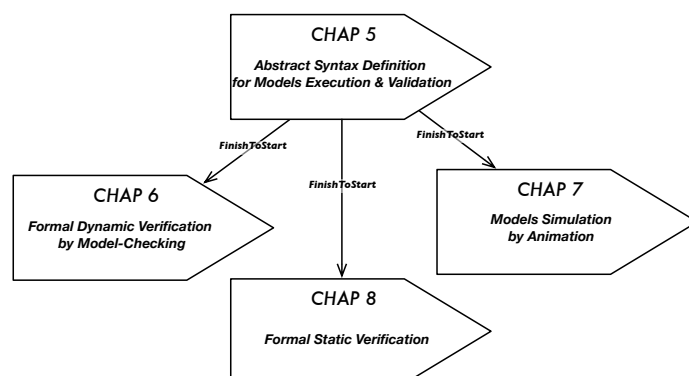 CHAP 5
Abstract Syntax Definition
for Models Execution & Validation
FinishToStart
FinishToStart
FinishToStart
CHAP 6
Formal Dynamic Verification
by Model-Checking
CHAP 7
Models Simulation
by Animation
CHAP 8
Formal Static Verification